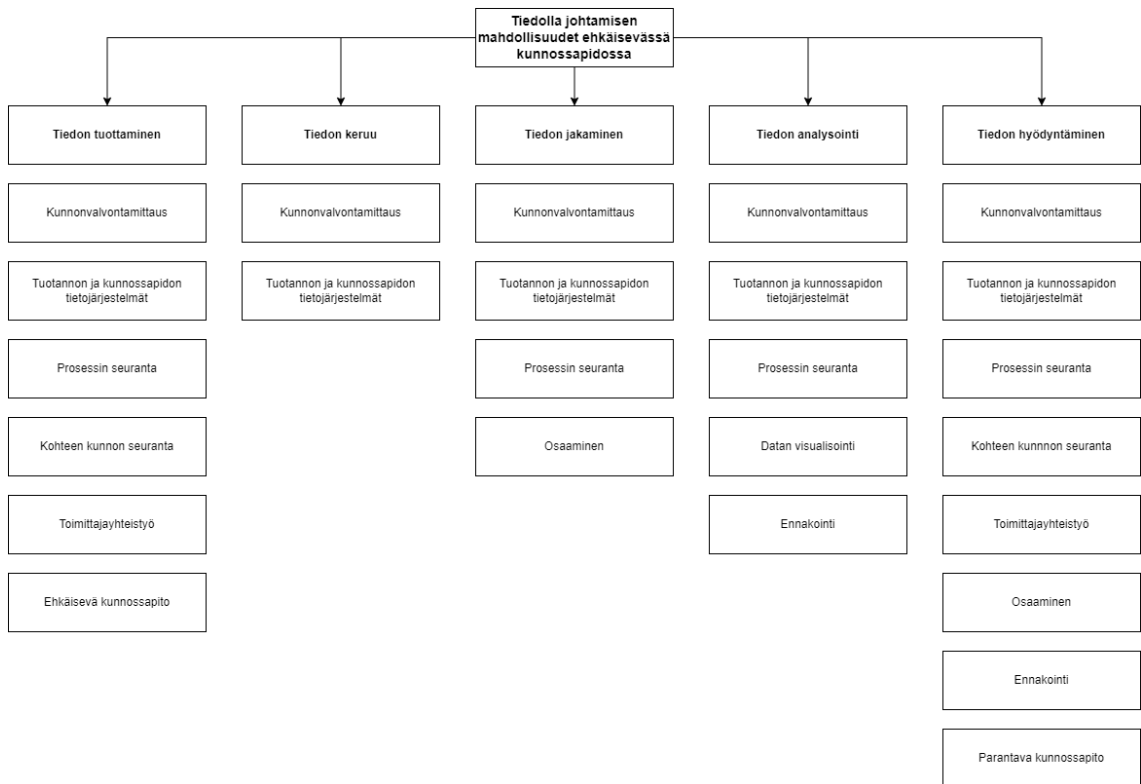 Tiedolla johtamisen
mahdollisuudet ehkäisevässä
kunnossapidossa
Tiedon tuottaminen
Kunnonvalvontamittaus
Tuotannon ja kunnossapidon
tietojärjestelmät
Prosessin seuranta
Kohteen kunnon seuranta
Toimittajayhteistyö
Ehkäisevä kunnossapito
Tiedon keruu
Kunnonvalvontamittaus
Tuotannon ja kunnossapidon
tietojärjestelmät
Tiedon jakaminen
Kunnonvalvontamittaus
Tuotannon ja kunnossapidon
tietojärjestelmät
Prosessin seuranta
Osaaminen
Tiedon analysointi
Kunnonvalvontamittaus
Tuotannon ja kunnossapidon
tietojärjestelmät
Prosessin seuranta
Datan visualisointi
Ennakointi
Tiedon hyödyntäminen
Kunnonvalvontamittaus
Tuotannon ja kunnossapidon
tietojärjestelmät
Prosessin seuranta
Kohteen kunnnon seuranta
Toimittajayhteistyö
Osaaminen
Ennakointi
Parantava kunnossapito